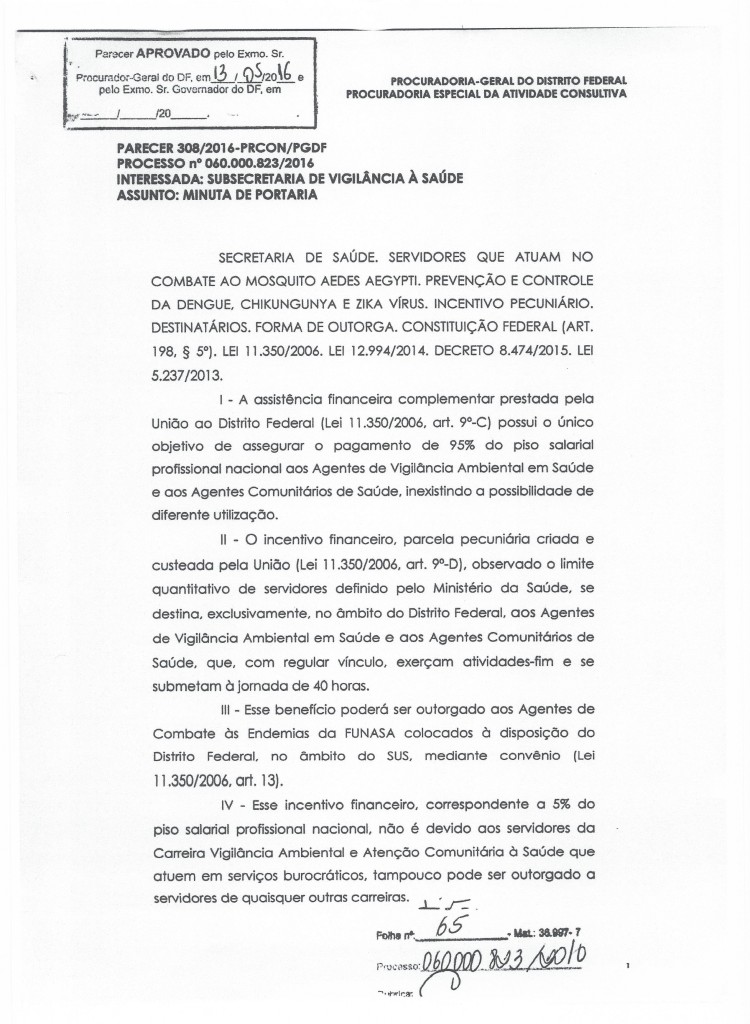 Parecer APROVADO pelo Exmo. Sr.
Procurador-Geral do DF, em 13 / 05 /2016 e
pelo Exmo. Sr. Governador do DF, em
/ /20 .
PROCURADORIA-GERAL DO DISTRITO FEDERAL
PROCURADORIA ESPECIAL DA ATIVIDADE CONSULTIVA
PARECER 308/2016-PRCON/PGDF
PROCESSO nº 060.000.823/2016
INTERESSADA: SUBSECRETARIA DE VIGILÂNCIA À SAÚDE
ASSUNTO: MINUTA DE PORTARIA
SECRETARIA DE SAÚDE. SERVIDORES QUE ATUAM NO
COMBATE AO MOSQUITO AEDES AEGYPTI. PREVENÇÃO E CONTROLE
DA DENGUE, CHIKUNGUNYA E ZIKA VÍRUS. INCENTIVO PECUNIÁRIO.
DESTINATÁRIOS. FORMA DE OUTORGA. CONSTITUIÇÃO FEDERAL (ART.
198, § 5º). LEI 11.350/2006. LEI 12.994/2014. DECRETO 8.474/2015. LEI
5.237/2013.
I - A assistência financeira complementar prestada pela
União ao Distrito Federal (Lei 11.350/2006, art. 9º-C) possui o único
objetivo de assegurar o pagamento de 95% do piso salarial
profissional nacional aos Agentes de Vigilância Ambiental em Saúde
e aos Agentes Comunitários de Saúde, inexistindo a possibilidade de
diferente utilização.
II - O incentivo financeiro, parcela pecuniária criada e
custeada pela União (Lei 11.350/2006, art. 9º-D), observado o limite
quantitativo de servidores definido pelo Ministério da Saúde, se
destina, exclusivamente, no âmbito do Distrito Federal, aos Agentes
de Vigilância Ambiental em Saúde e aos Agentes Comunitários de
Saúde, que, com regular vínculo, exerçam atividades-fim e se
submetam à jornada de 40 horas.
III - Esse benefício poderá ser outorgado aos Agentes de
Combate às Endemias da FUNASA colocados à disposição do
Distrito Federal, no âmbito do SUS, mediante convênio (Lei
11.350/2006, art. 13).
IV - Esse incentivo financeiro, correspondente a 5% do
piso salarial profissional nacional, não é devido aos servidores da
Carreira Vigilância Ambiental e Atenção Comunitária à Saúde que
atuem em serviços burocráticos, tampouco pode ser outorgado a
servidores de quaisquer outras carreiras.
Folha nº: 65 - Mat.: 36.997-7
Processo: 060.000.823/2016
1